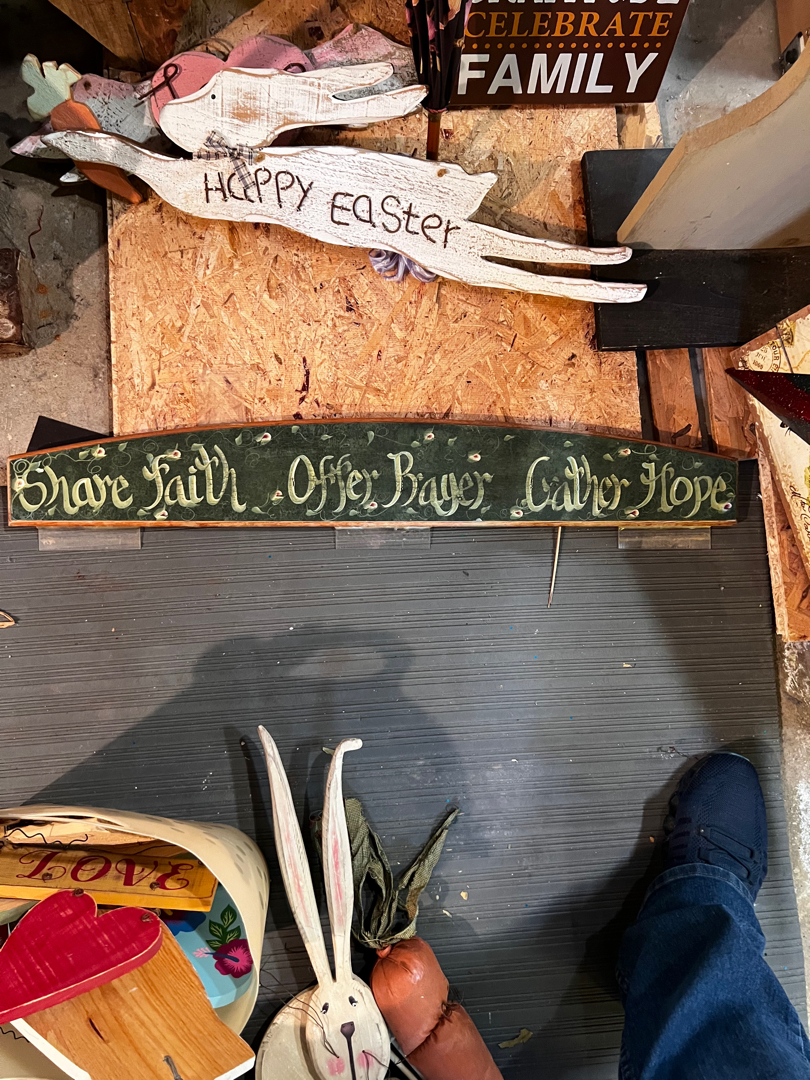 CELEBRATE
FAMILY
HAPPY EaSter
Share Faith Offer Prayer Gather Hope
LOVE